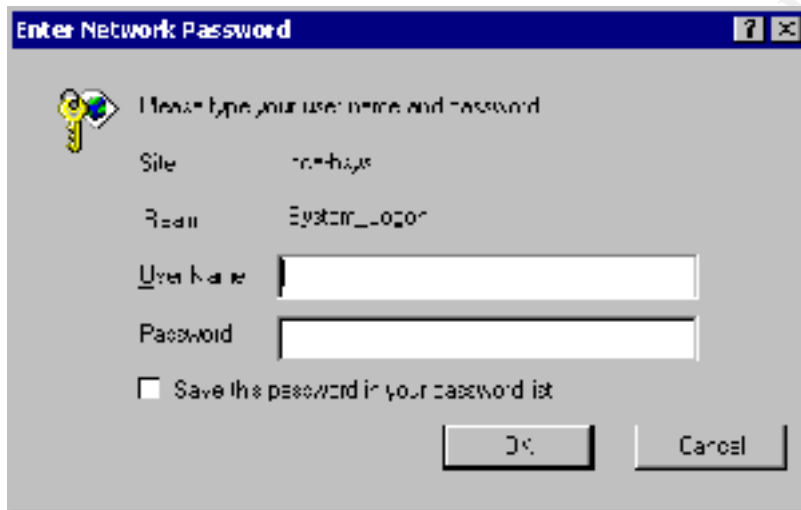 Enter Network Password
Please type your user name and password
Site
Realm System_Logon
User Name
Password
Save this password in your password list
OK Cancel